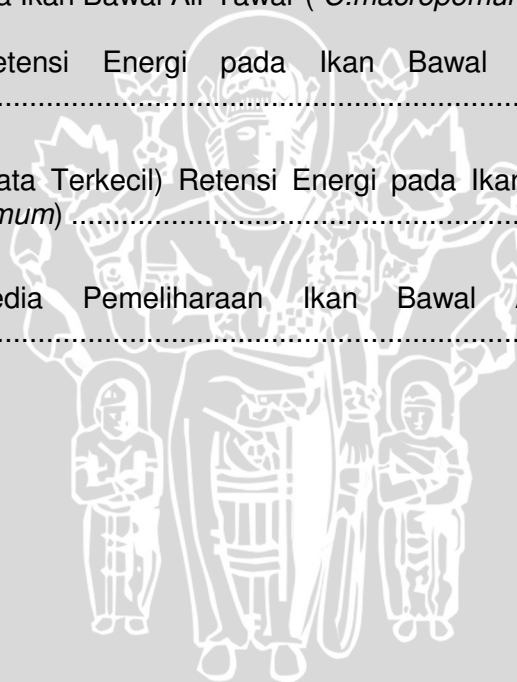 Ikan Bawal Air Tawar ( C.macropomu
etensi Energi pada Ikan Bawal
....................................................................
ata Terkecil) Retensi Energi pada Ikan
mum) .........................................................
edia Pemeliharaan Ikan Bawal
....................................................................